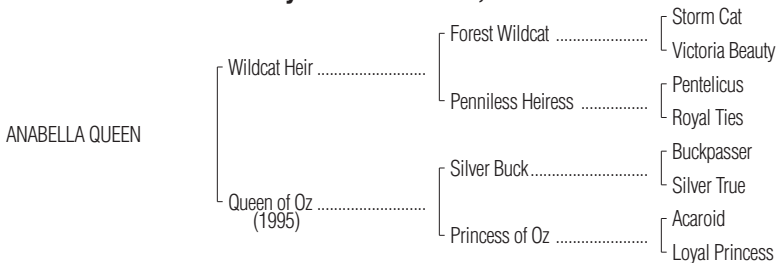 Storm Cat
Forest Wildcat ......................
Victoria Beauty
Wildcat Heir ..........................
Pentelicus
Penniless Heiress ................
Royal Ties
ANABELLA QUEEN
Buckpasser
Silver Buck............................
Silver True
Queen of Oz ..........................
(1995)
Acaroid
Princess of Oz ......................
Loyal Princess